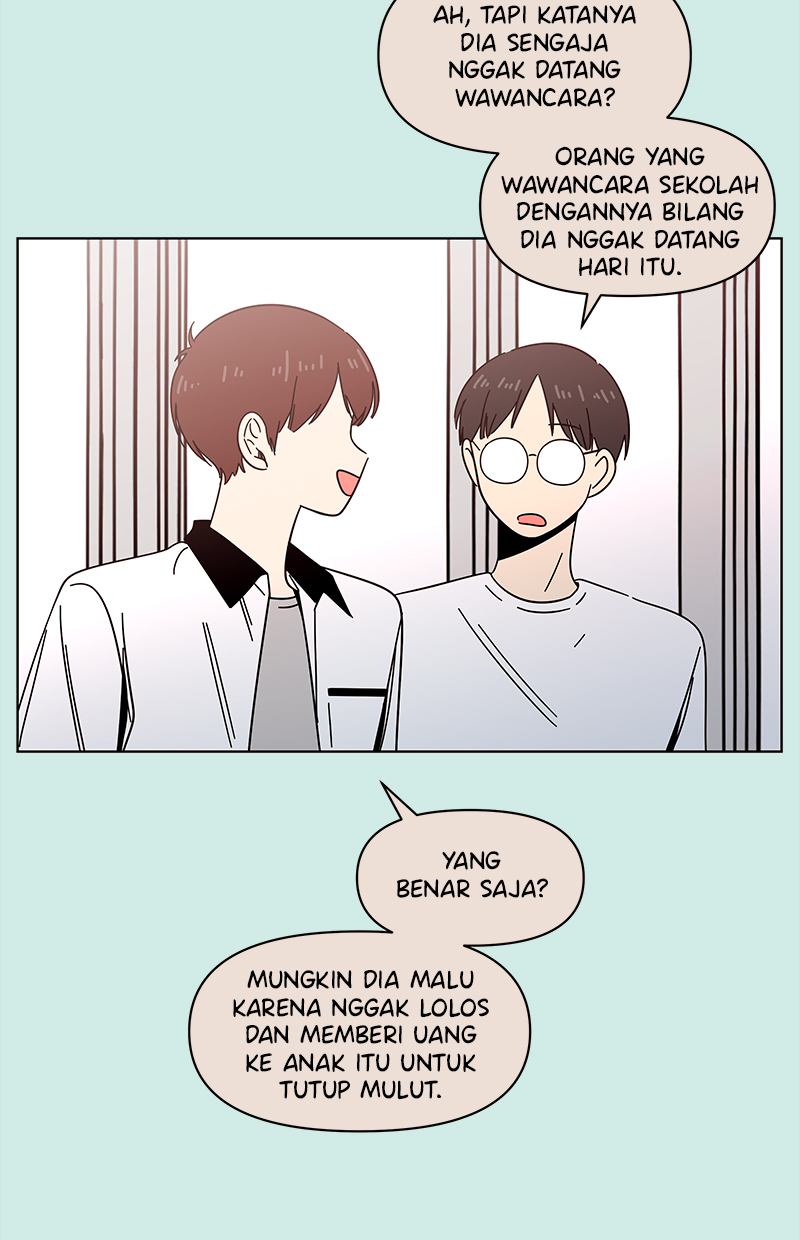 AH, TAPI KATANYA
DIA SENGAJA
NGGAK DATANG
WAWANCARA?
ORANG YANG
WAWANCARA SEKOLAH
DENGANNYA BILANG
DIA NGGAK DATANG
HARI ITU.
YANG
BENAR SAJA?
MUNGKIN DIA MALU
KARENA NGGAK LOLOS
DAN MEMBERI UANG
KE ANAK ITU UNTUK
TUTUP MULUT.